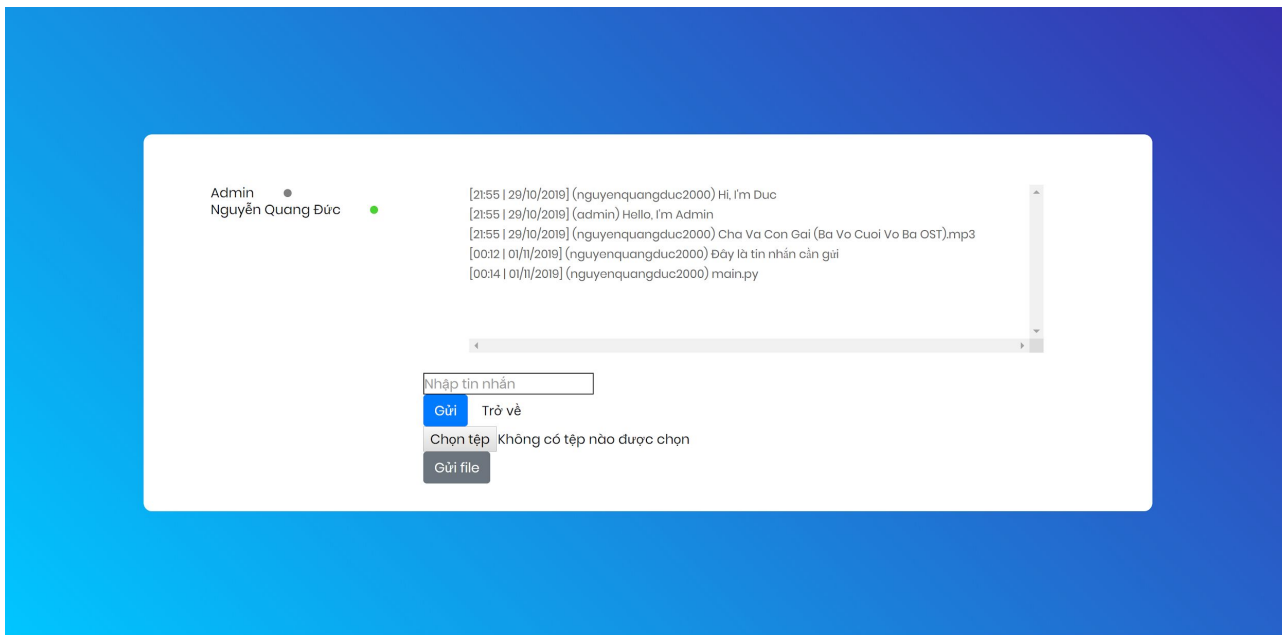 Admin
Nguyễn Quang Đức
[21:55 | 29/10/2019] (nguyenquangduc2000) Hi, I'm Duc
[21:55 | 29/10/2019] (admin) Hello, I'm Admin
[21:55 | 29/10/2019] (nguyenquangduc2000) Cha Va Con Gai (Ba Vo Cuoi Vo Ba OST).mp3
[00:12 | 01/11/2019] (nguyenquangduc2000) Đây là tin nhắn cần gửi
[00:14 | 01/11/2019] (nguyenquangduc2000) main.py
Nhập tin nhắn
Gửi Trở về
Chọn tệp Không có tệp nào được chọn
Gửi file